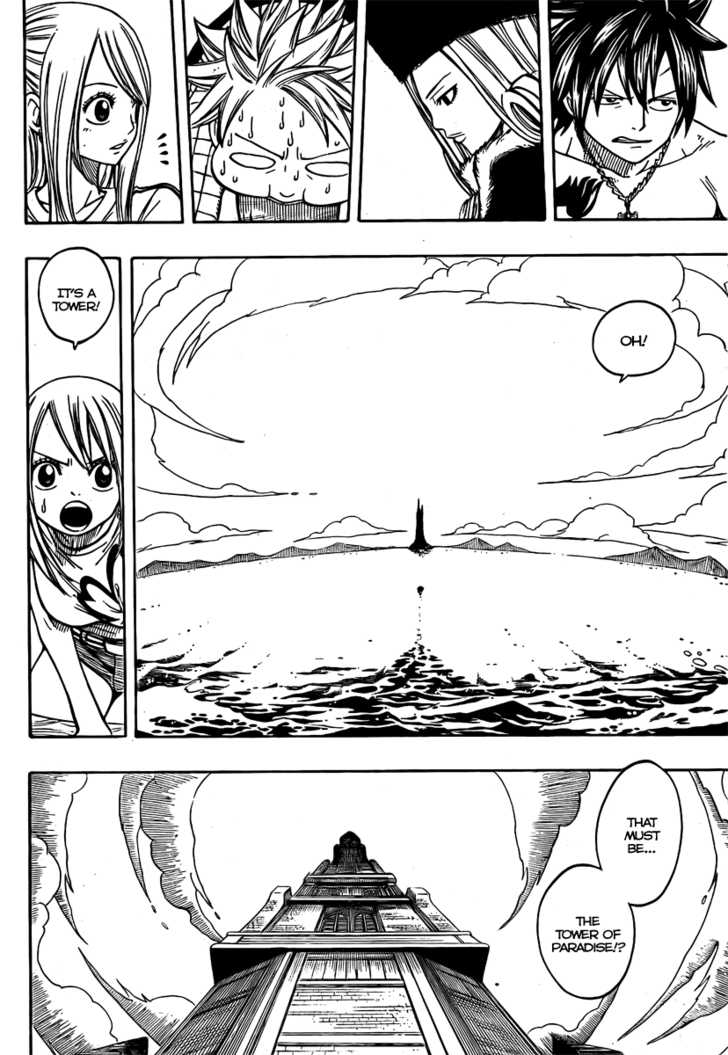 OH!
IT'S A
TOWER!
THAT
MUST
BE...
THE
TOWER OF
PARADISE!?